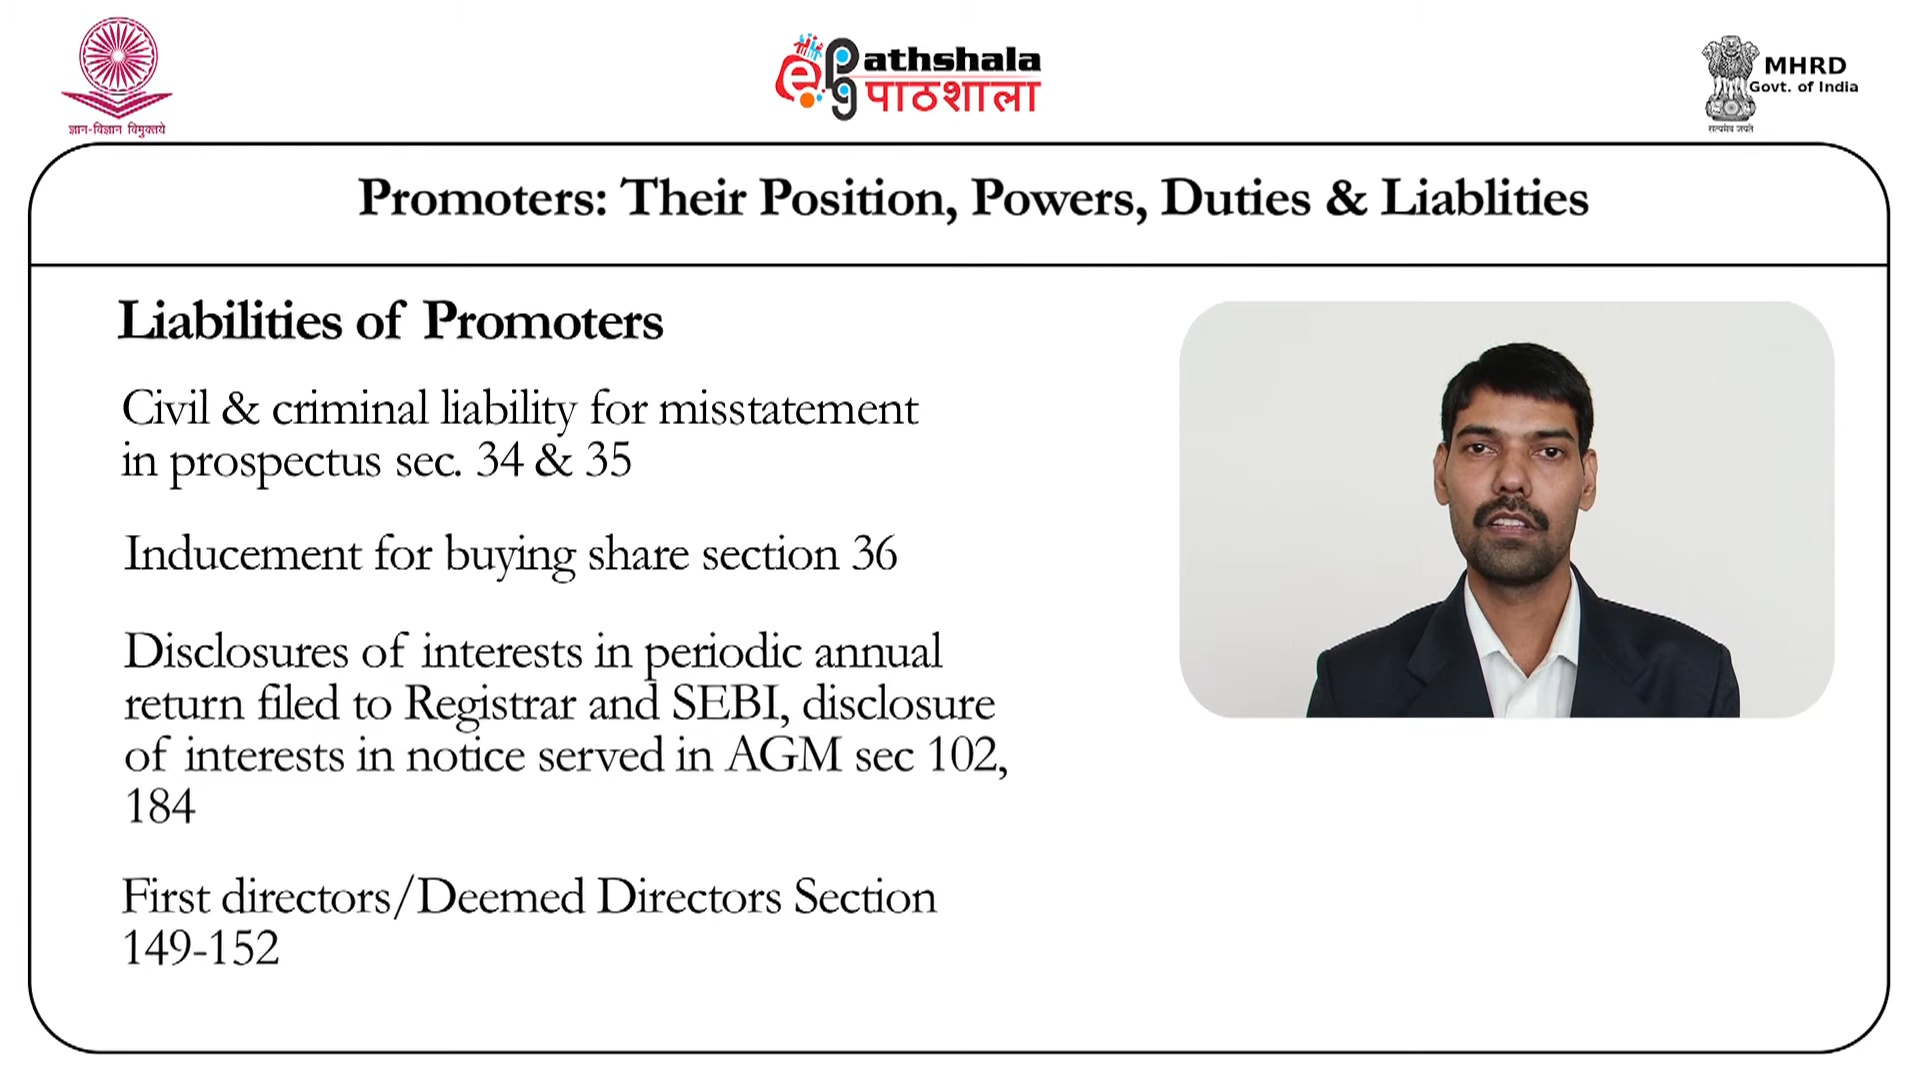 ज्ञान-विज्ञान विमुक्तये
ePg Pathshala
पाठशाला
MHRD
Govt. of India
सत्यमेव जयते
Promoters: Their Position, Powers, Duties & Liablities
Liabilities of Promoters
Civil & criminal liability for misstatement
in prospectus sec. 34 & 35
Inducement for buying share section 36
Disclosures of interests in periodic annual
return filed to Registrar and SEBI, disclosure
of interests in notice served in AGM sec 102,
184
First directors/Deemed Directors Section
149-152